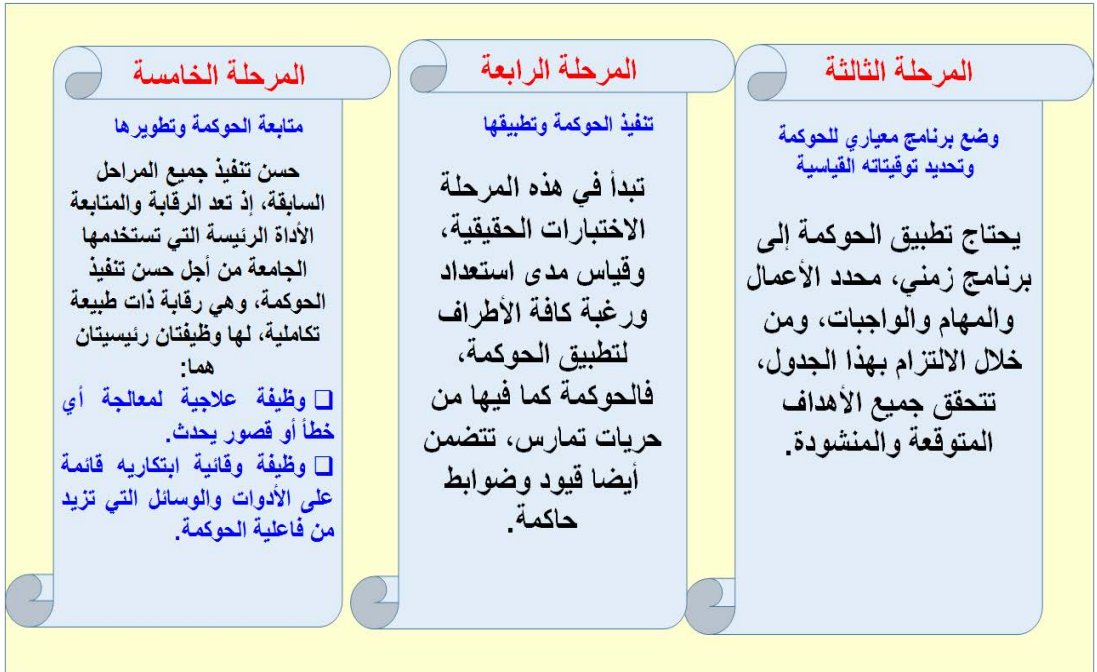 المرحلة الثالثة
وضع برنامج معياري للحوكمة
وتحديد توقيتاته القياسية
يحتاج تطبيق الحوكمة إلى
برنامج زمني، محدد الأعمال
والمهام والواجبات، ومن
خلال الالتزام بهذا الجدول،
تتحقق جميع الأهداف
المتوقعة والمنشودة.
المرحلة الرابعة
تنفيذ الحوكمة وتطبيقها
تبدأ في هذه المرحلة
الاختبارات الحقيقية،
وقياس مدى استعداد
ورغبة كافة الأطراف
لتطبيق الحوكمة،
فالحوكمة كما فيها من
حريات تمارس، تتضمن
أيضا قيود وضوابط
حاكمة.
المرحلة الخامسة
متابعة الحوكمة وتطويرها
حسن تنفيذ جميع المراحل
السابقة، إذ تعد الرقابة والمتابعة
الأداة الرئيسة التي تستخدمها
الجامعة من أجل حسن تنفيذ
الحوكمة، وهي رقابة ذات طبيعة
تكاملية، لها وظيفتان رئيسيتان
هما:
❑ وظيفة علاجية لمعالجة أي
خطأ أو قصور يحدث.
❑ وظيفة وقائية ابتكاريه قائمة
على الأدوات والوسائل التي تزيد
من فاعلية الحوكمة.